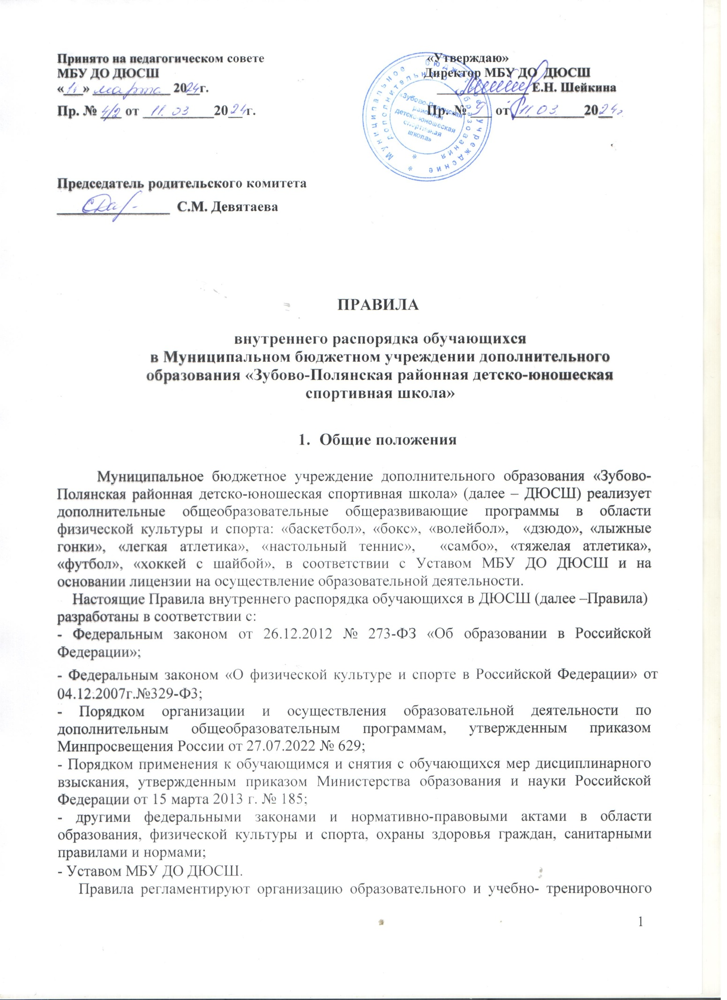 Принято на педагогическом совете
МБУ ДО ДЮСШ
«11» марта 2024г.
Пр. № 4/2 от 11.03 2024г.
«Утверждаю»
Директор МБУ ДО ДЮСШ
Е.Н. Шейкина
Пр. № 9 от 11.03. 2024г.
Муниципальное бюджетное учреждение
дополнительного образования
«Зубово-Полянская
районная
детско-юношеская
спортивная
школа»
Председатель родительского комитета
С.М. Девятаева
ПРАВИЛА
внутреннего распорядка обучающихся
в Муниципальном бюджетном учреждении дополнительного
образования «Зубово-Полянская районная детско-юношеская
спортивная школа»
1. Общие положения
Муниципальное бюджетное учреждение дополнительного образования «Зубово-
Полянская районная детско-юношеская спортивная школа» (далее – ДЮСШ) реализует
дополнительные общеобразовательные общеразвивающие программы в области
физической культуры и спорта: «баскетбол», «бокс», «волейбол», «дзюдо», «лыжные
гонки», «легкая атлетика», «настольный теннис», «самбо», «тяжелая атлетика»,
«футбол», «хоккей с шайбой», в соответствии с Уставом МБУ ДО ДЮСШ и на
основании лицензии на осуществление образовательной деятельности.
Настоящие Правила внутреннего распорядка обучающихся в ДЮСШ (далее –Правила)
разработаны в соответствии с:
- Федеральным законом от 26.12.2012 № 273-ФЗ «Об образовании в Российской
Федерации»;
- Федеральным законом «О физической культуре и спорте в Российской Федерации» от
04.12.2007г.№329-ФЗ;
- Порядком организации и осуществления образовательной деятельности по
дополнительным общеобразовательным программам, утвержденным приказом
Минпросвещения России от 27.07.2022 № 629;
- Порядком применения к обучающимся и снятия с обучающихся мер дисциплинарного
взыскания, утвержденным приказом Министерства образования и науки Российской
Федерации от 15 марта 2013 г. № 185;
- другими федеральными законами и нормативно-правовыми актами в области
образования, физической культуры и спорта, охраны здоровья граждан, санитарными
правилами и нормами;
- Уставом МБУ ДО ДЮСШ.
Правила регламентируют организацию образовательного и учебно- тренировочного
1